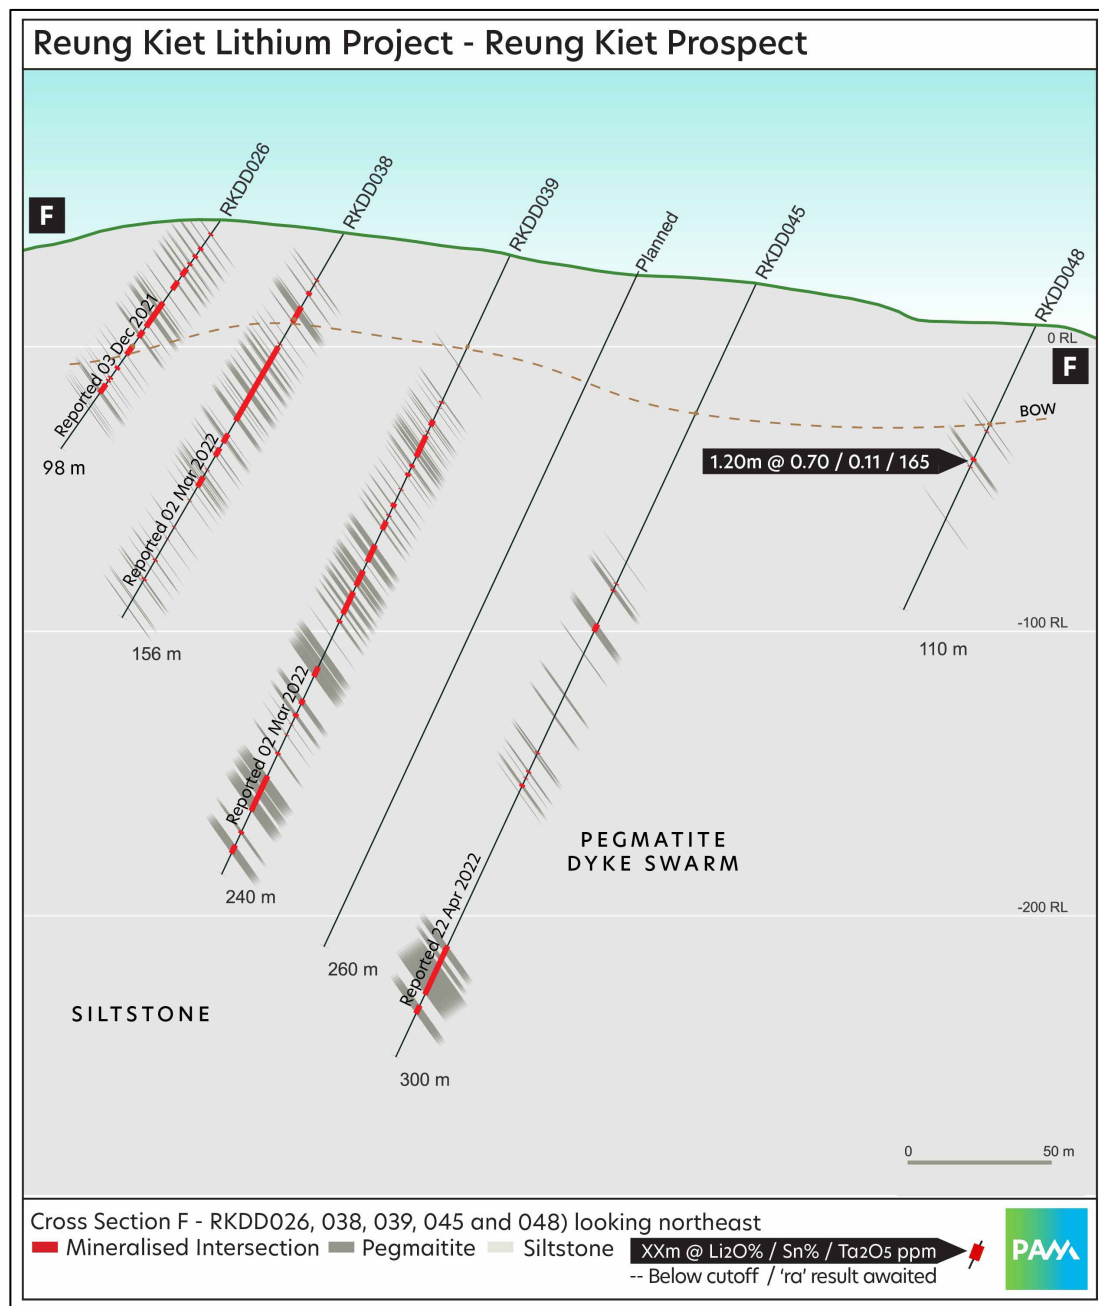 Reung Kiet Lithium Project - Reung Kiet Prospect
F
RKDD026
RKDD038
RKDD039
Planned
RKDD045
RKDD048
0 RL
F
BOW
Reported 03 Dec 2021
98 m
1.20m @ 0.70 / 0.11 / 165
Reported 02 Mar 2022
156 m
-100 RL
110 m
Reported 02 Mar 2022
240 m
PEGMATITE
DYKE SWARM
-200 RL
Reported 22 Apr 2022
260 m
SILTSTONE
300 m
0 50 m
Cross Section F - RKDD026, 038, 039, 045 and 048) looking northeast
Mineralised Intersection Pegmaitite Siltstone XXm @ Li2O% / Sn% / Ta2O5 ppm
-- Below cutoff / 'ra' result awaited
PAM